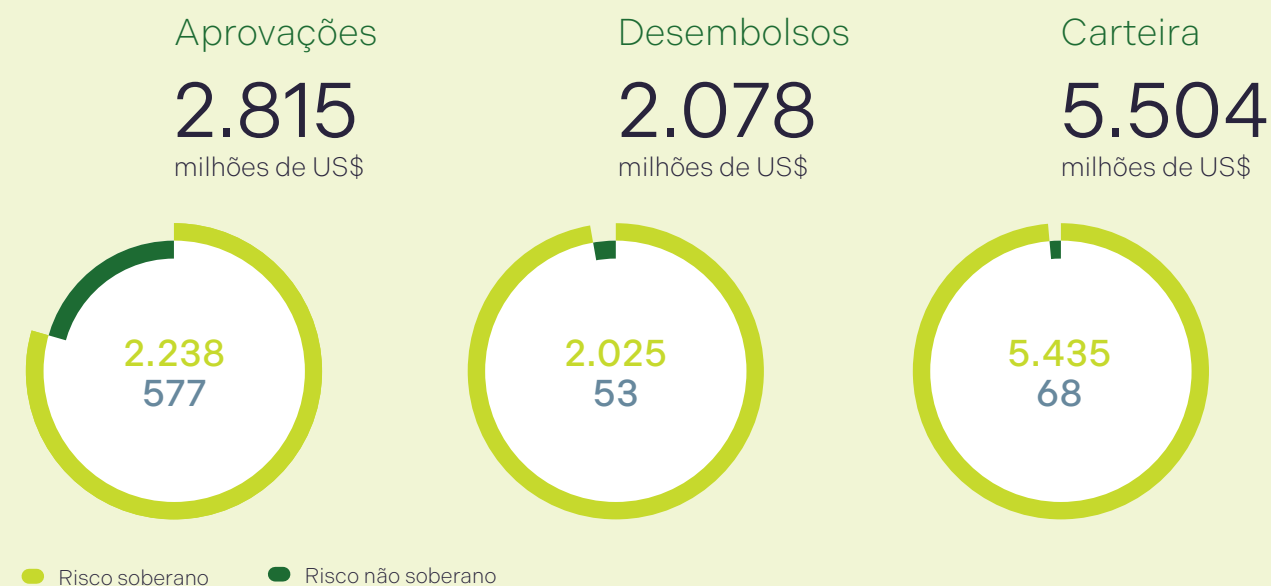 Aprovações
2.815
milhões de US$
Desembolsos
2.078
milhões de US$
Carteira
5.504
milhões de US$
2.238
577
2.025
53
5.435
68
Risco soberano
Risco não soberano